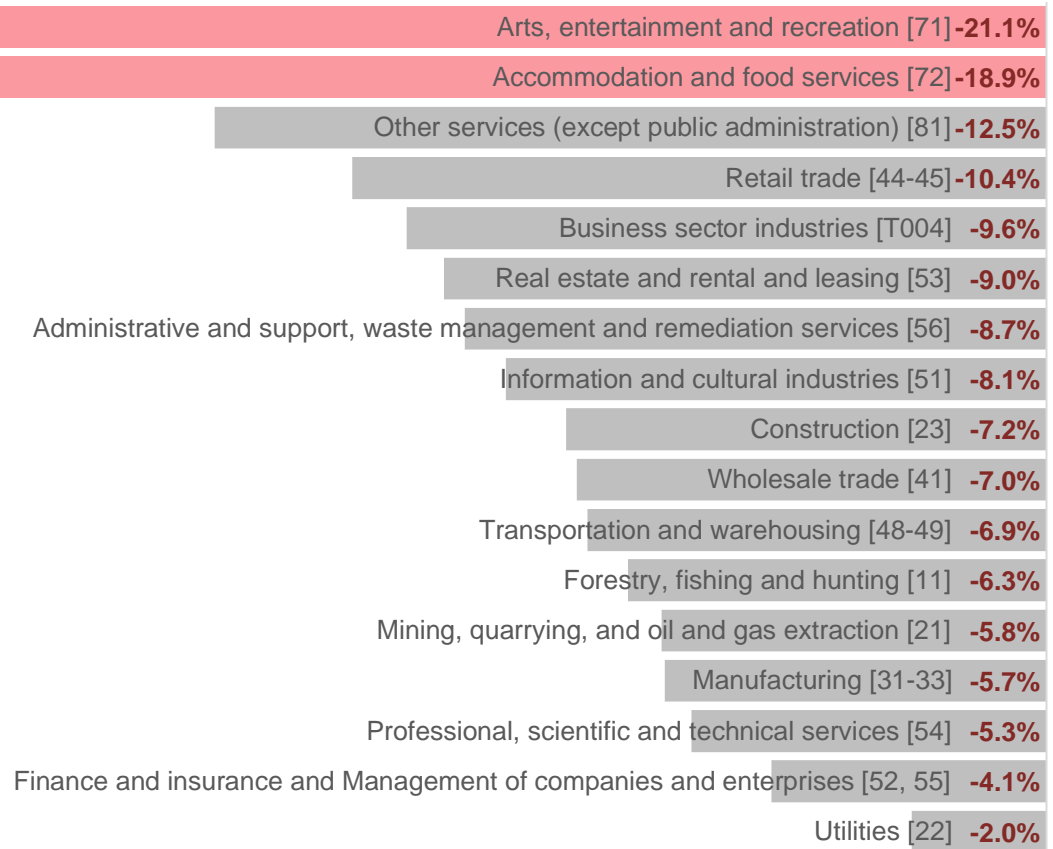 Arts, entertainment and recreation [71] -21.1%
Accommodation and food services [72] -18.9%
Other services (except public administration) [81] -12.5%
Retail trade [44-45] -10.4%
Business sector industries [T004] -9.6%
Real estate and rental and leasing [53] -9.0%
Administrative and support, waste management and remediation services [56] -8.7%
Information and cultural industries [51] -8.1%
Construction [23] -7.2%
Wholesale trade [41] -7.0%
Transportation and warehousing [48-49] -6.9%
Forestry, fishing and hunting [11] -6.3%
Mining, quarrying, and oil and gas extraction [21] -5.8%
Manufacturing [31-33] -5.7%
Professional, scientific and technical services [54] -5.3%
Finance and insurance and Management of companies and enterprises [52, 55] -4.1%
Utilities [22] -2.0%